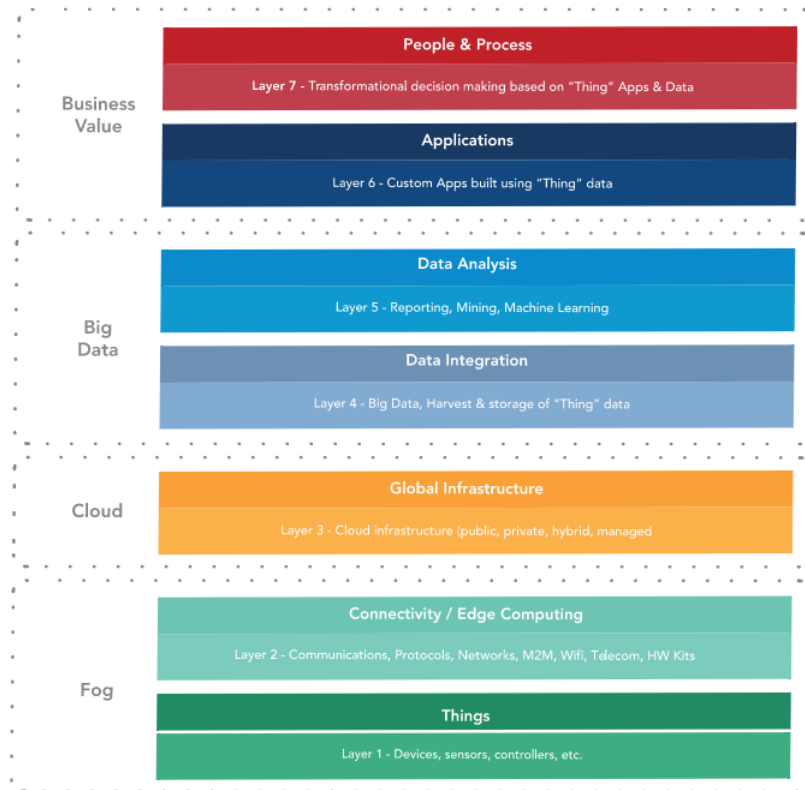 People & Process
Layer 7 - Transformational decision making based on “Thing” Apps & Data
Business
Value
Applications
Layer 6 - Custom Apps built using “Thing” data
Data Analysis
Layer 5 - Reporting, Mining, Machine Learning
Big
Data
Data Integration
Layer 4 - Big Data, Harvest & storage of “Thing” data
Global Infrastructure
Cloud
Layer 3 - Cloud infrastructure (public, private, hybrid, managed
Connectivity / Edge Computing
Layer 2 - Communications, Protocols, Networks, M2M, Wifi, Telecom, HW Kits
Fog
Things
Layer 1 - Devices, sensors, controllers, etc.